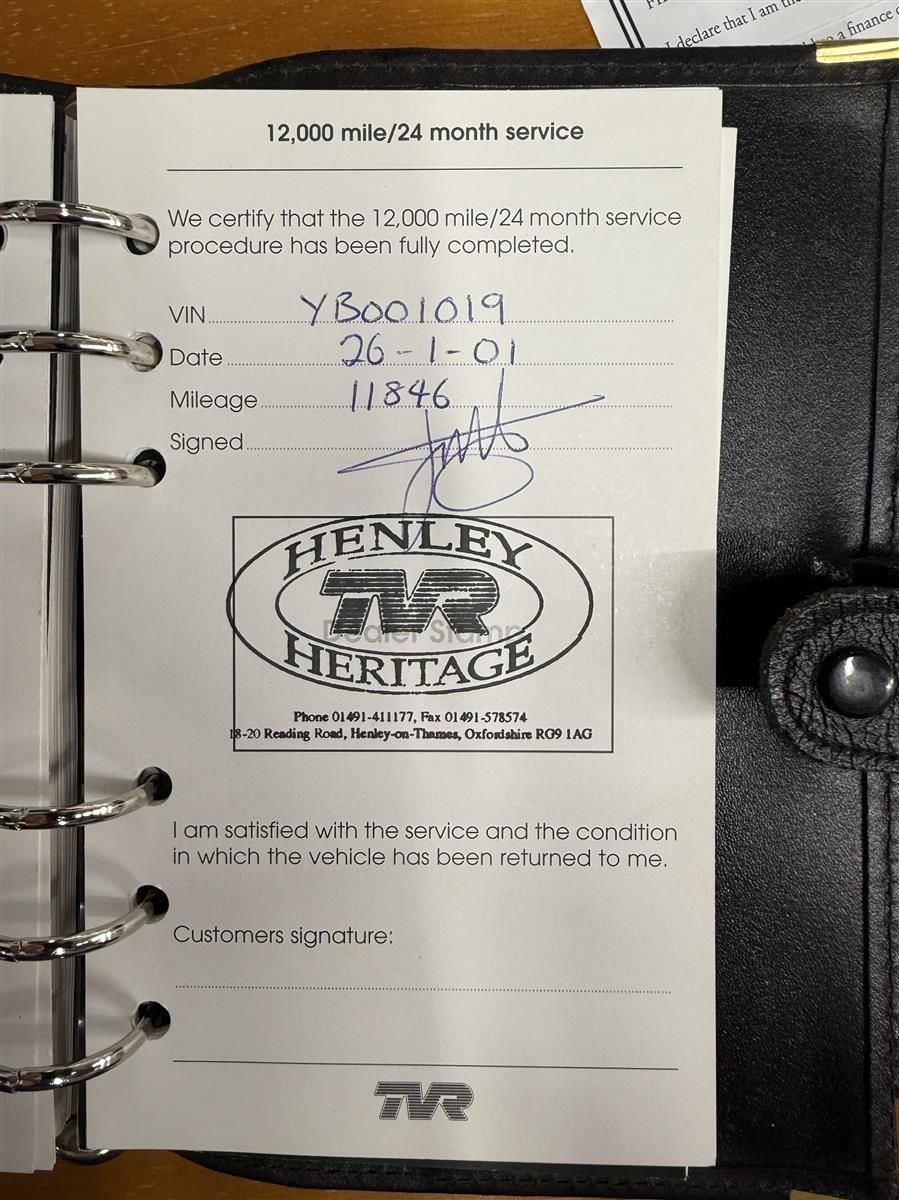 I declare that I am the
a finance
12,000 mile/24 month service
We certify that the 12,000 mile/24 month service
procedure has been fully completed.
VIN YB001019
Date 26-1-01
Mileage 11846
Signed
HENLEY
TVR
Dealer Stamp
HERITAGE
Phone 01491-411177, Fax 01491-578574
18-20 Reading Road, Henley-on-Thames, Oxfordshire RG9 1AG
I am satisfied with the service and the condition
in which the vehicle has been returned to me.
Customers signature:
TVR